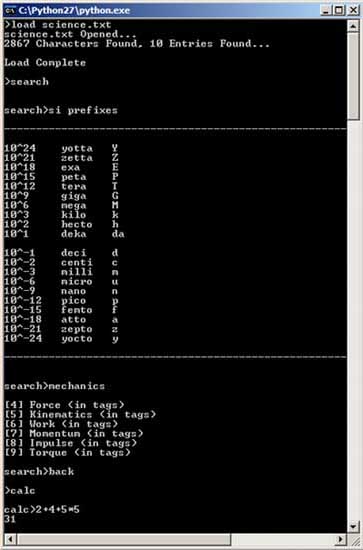 C:\Python27\python.exe
>load science.txt
science.txt Opened...
2867 Characters Found, 10 Entries Found...
Load Complete
>search
search>si prefixes
--------------------------------------------------------------------------------
10^24 yotta Y
10^21 zetta Z
10^18 exa E
10^15 peta P
10^12 tera T
10^9 giga G
10^6 mega M
10^3 kilo k
10^2 hecto h
10^1 deka da
10^-1 deci d
10^-2 centi c
10^-3 milli m
10^-6 micro u
10^-9 nano n
10^-12 pico p
10^-15 femto f
10^-18 atto a
10^-21 zepto z
10^-24 yocto y
--------------------------------------------------------------------------------
search>mechanics
[4] Force (in tags)
[5] Kinematics (in tags)
[6] Work (in tags)
[7] Momentum (in tags)
[8] Impulse (in tags)
[9] Torque (in tags)
search>back
>calc
calc>2+4+5*5
31